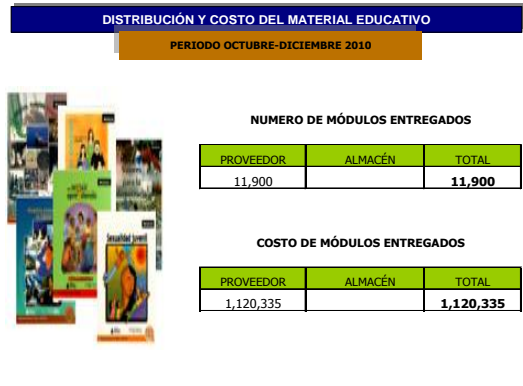 DISTRIBUCIÓN Y COSTO DEL MATERIAL EDUCATIVO
PERIODO OCTUBRE-DICIEMBRE 2010
NUMERO DE MÓDULOS ENTREGADOS
PROVEEDOR ALMACÉN TOTAL
11,900 11,900
COSTO DE MÓDULOS ENTREGADOS
PROVEEDOR ALMACÉN TOTAL
1,120,335 1,120,335
Sexualidad juvenil